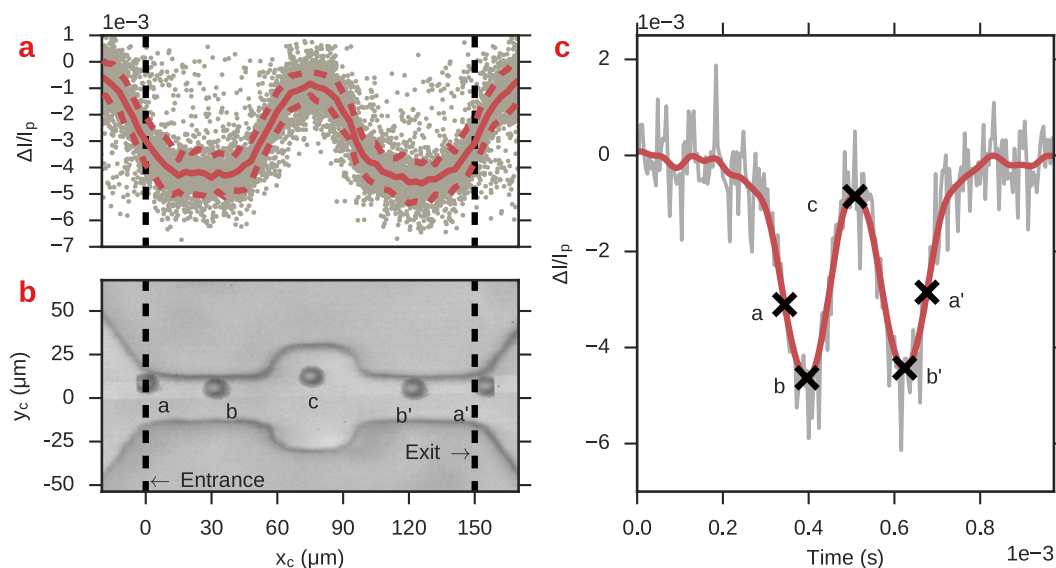 a
1e−3
ΔI/Ip
1
0
−1
−2
−3
−4
−5
−6
−7
b
yc (μm)
50
25
0
-25
-50
a
b
c
b'
a'
Exit →
← Entrance
0
30
60
90
120
150
xc (μm)
c
1e−3
ΔI/Ip
2
0
−2
−4
−6
c
a
a'
b
b'
0.0
0.2
0.4
0.6
0.8
Time (s)
1e−3